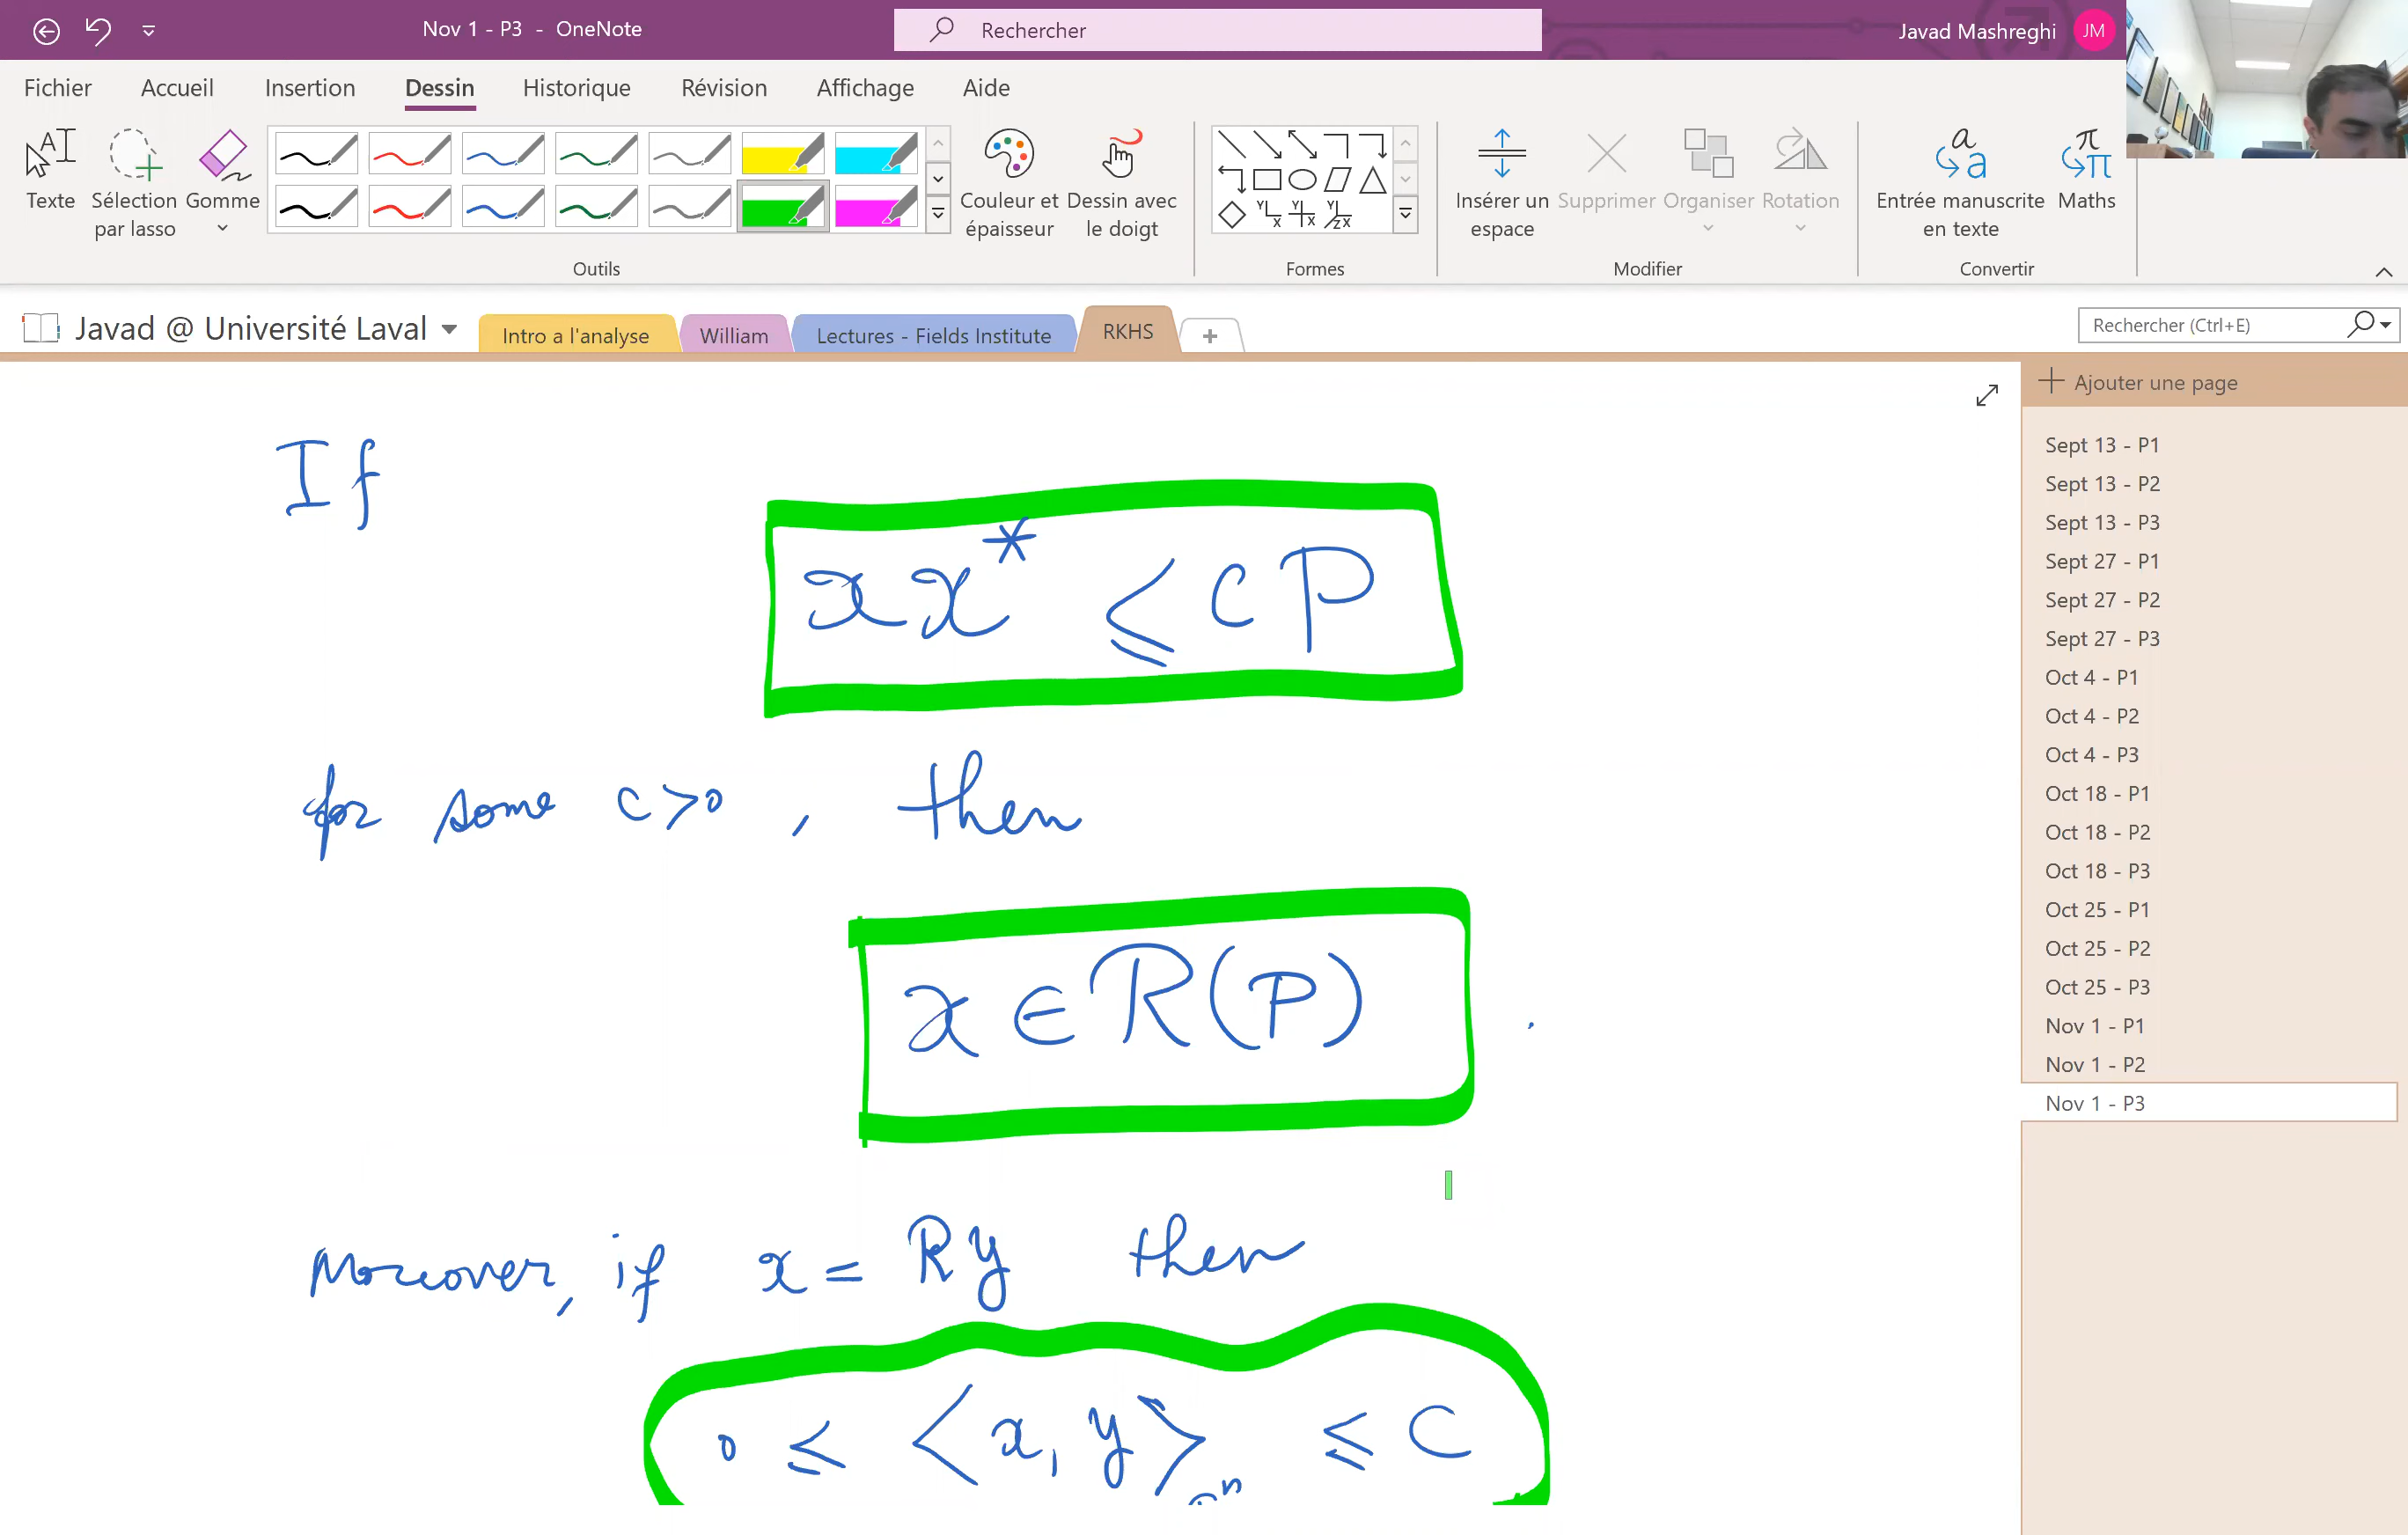 Nov 1 - P3 - OneNote
Rechercher
Javad Mashreghi
JM
Fichier
Accueil
Insertion
Dessin
Historique
Révision
Affichage
Aide
Texte
Sélection par lasso
Gomme
Couleur et épaisseur
Dessin avec le doigt
Insérer un espace
Supprimer
Organiser
Rotation
Entrée manuscrite en texte
Maths
Outils
Formes
Modifier
Convertir
Javad @ Université Laval
Intro a l'analyse
William
Lectures - Fields Institute
RKHS
Rechercher (Ctrl+E)
Ajouter une page
Sept 13 - P1
Sept 13 - P2
Sept 13 - P3
Sept 27 - P1
Sept 27 - P2
Sept 27 - P3
Oct 4 - P1
Oct 4 - P2
Oct 4 - P3
Oct 18 - P1
Oct 18 - P2
Oct 18 - P3
Oct 25 - P1
Oct 25 - P2
Oct 25 - P3
Nov 1 - P1
Nov 1 - P2
Nov 1 - P3
If
x x* ≤ c P
for some c>0, then
x ∈ R(P).
Moreover, if x = Ry then
0 ≤ <x, y> ≤ C